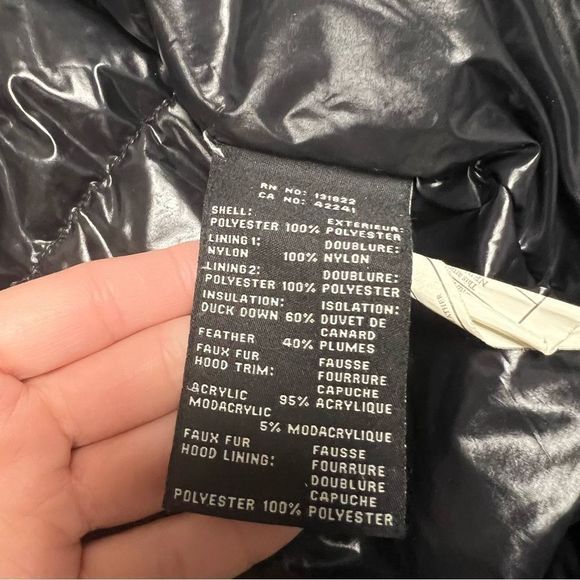 RN NO: 191822
CA NO: 42241
SHELL: EXTERIEUR:
POLYESTER 100% POLYESTER
LINING 1: DOUBLURE:
NYLON 100% NYLON
LINING 2: DOUBLURE:
POLYESTER 100% POLYESTER
INSULATION: ISOLATION:
DUCK DOWN 60% DUVET DE
CANARD
FEATHER 40% PLUMES
FAUX FUR FAUSSE
HOOD TRIM: FOURRURE
CAPUCHE
ACRYLIC 95% ACRYLIQUE
MODACRYLIC
5% MODACRYLIQUE
FAUX FUR FAUSSE
HOOD LINING: FOURRURE
DOUBLURE
CAPUCHE
POLYESTER 100% POLYESTER